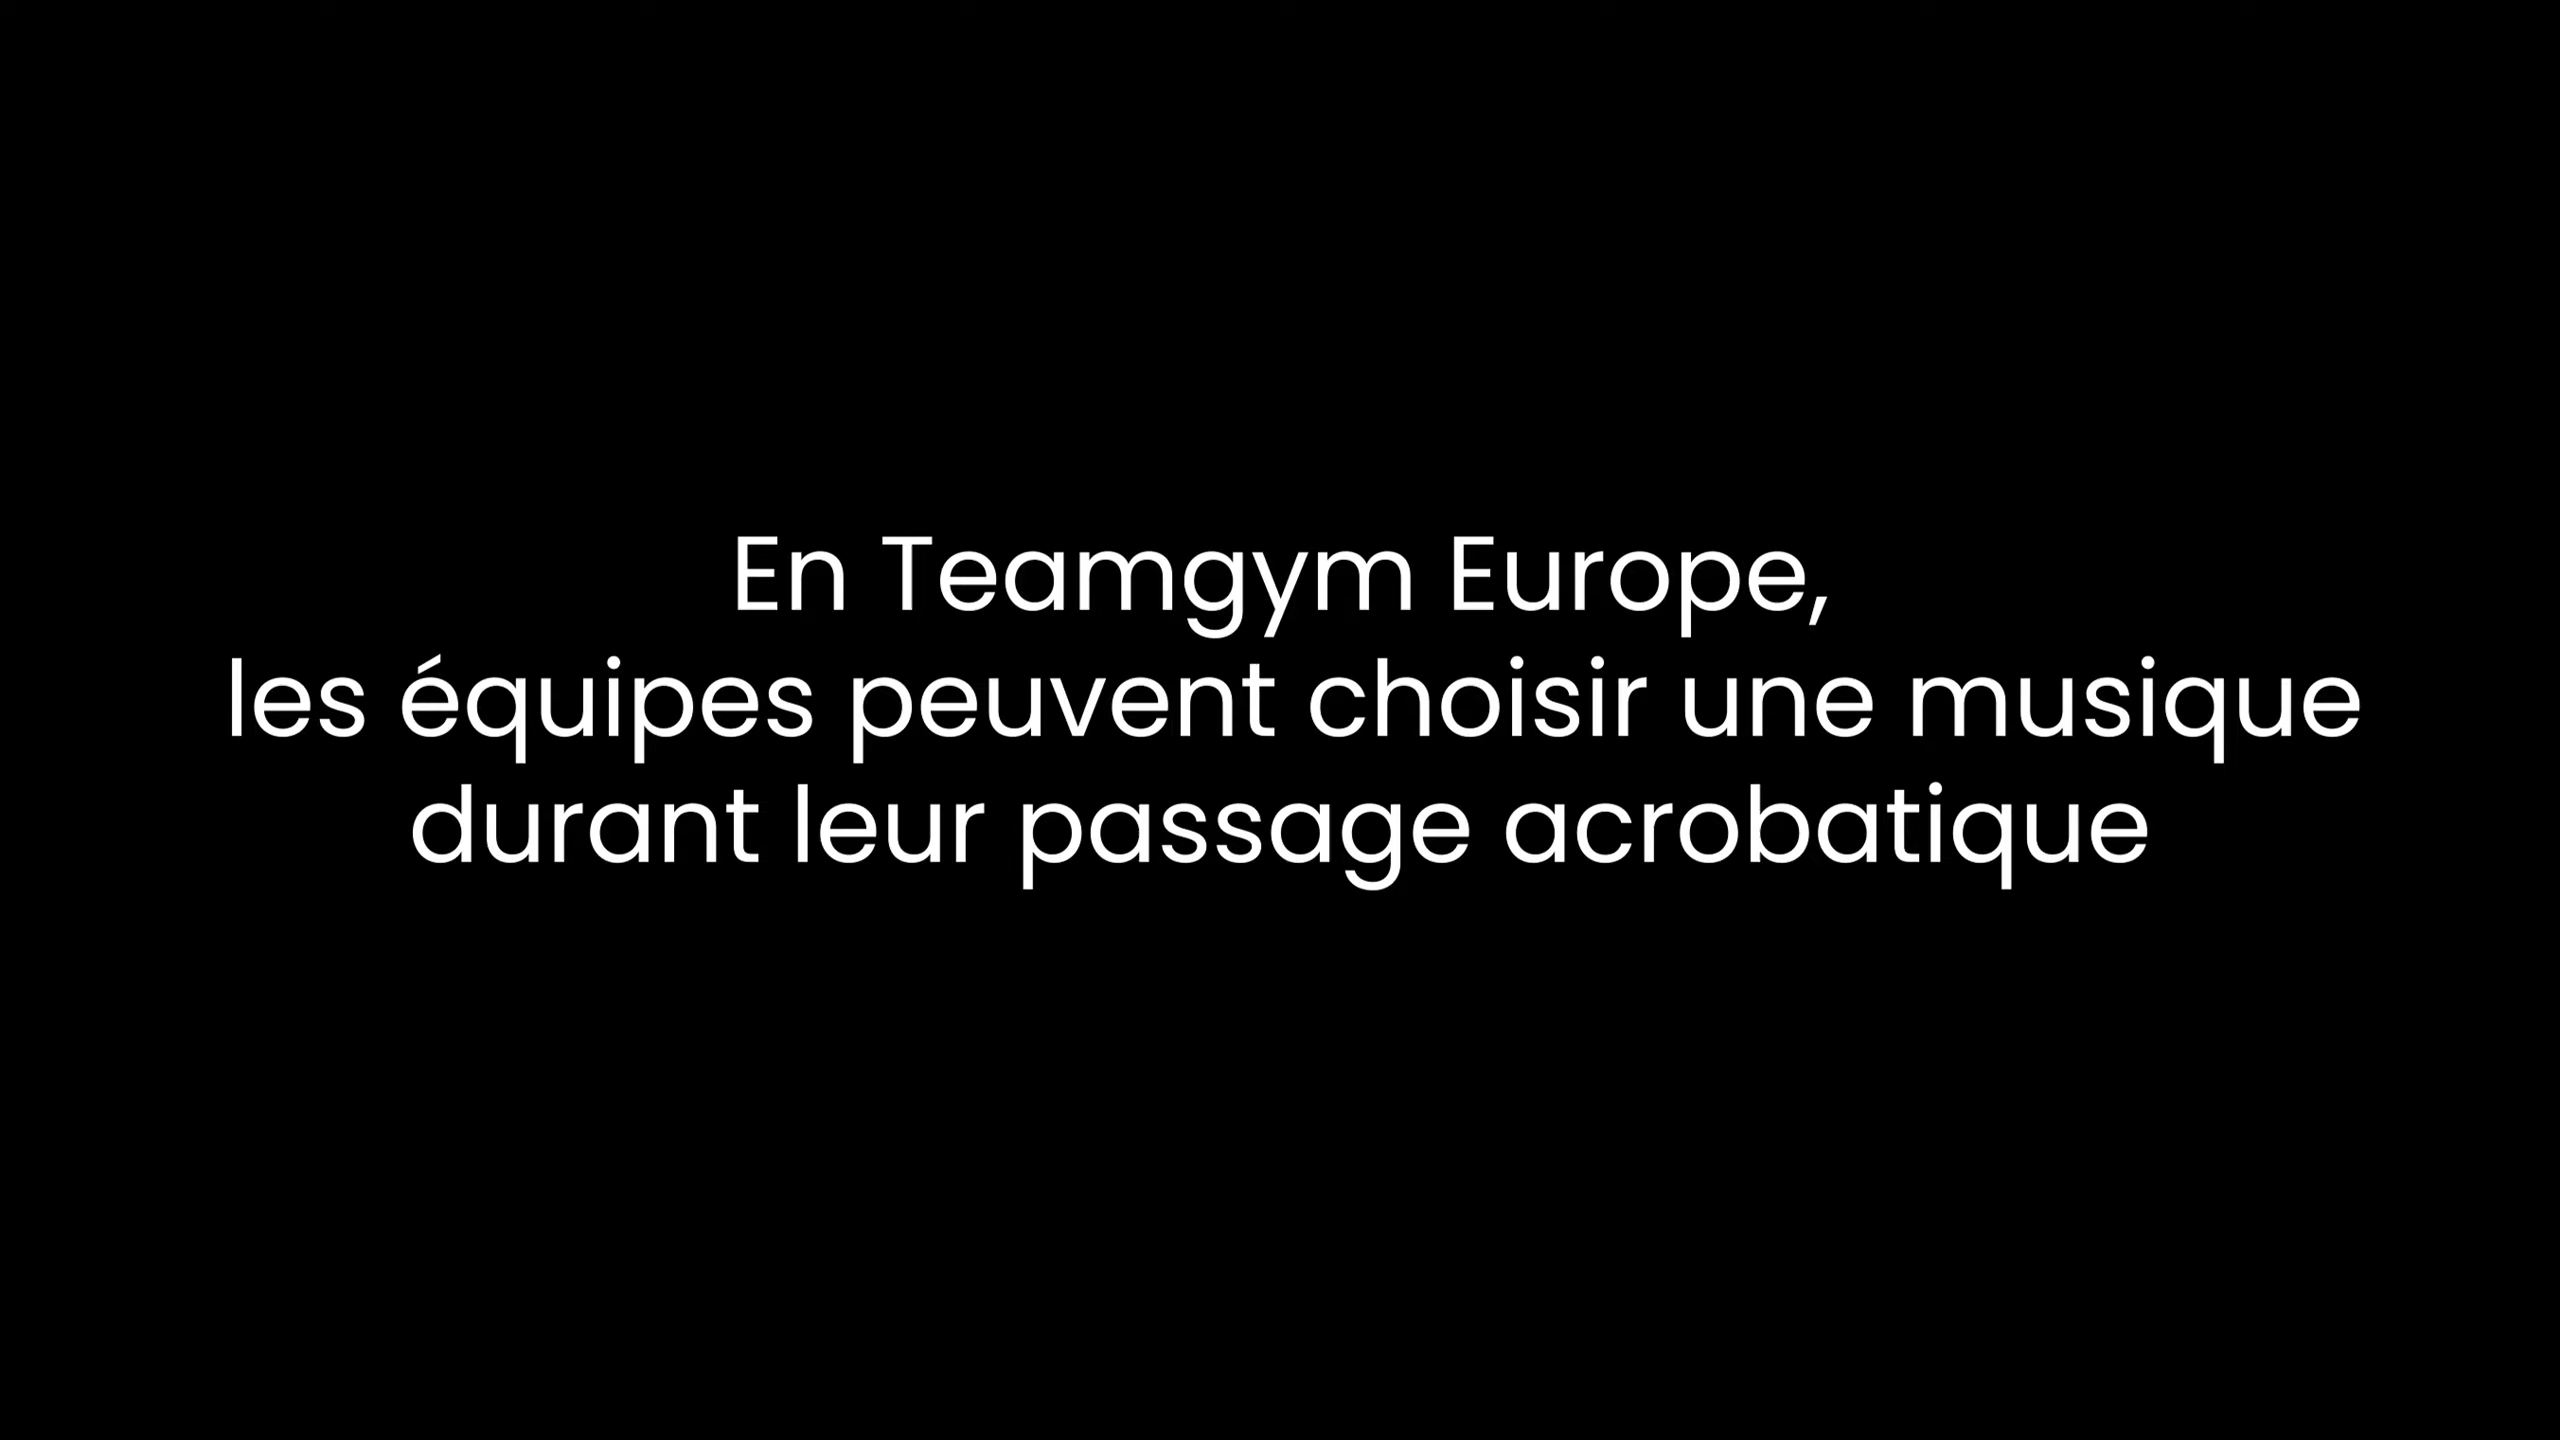 En Teamgym Europe,
les équipes peuvent choisir une musique
durant leur passage acrobatique